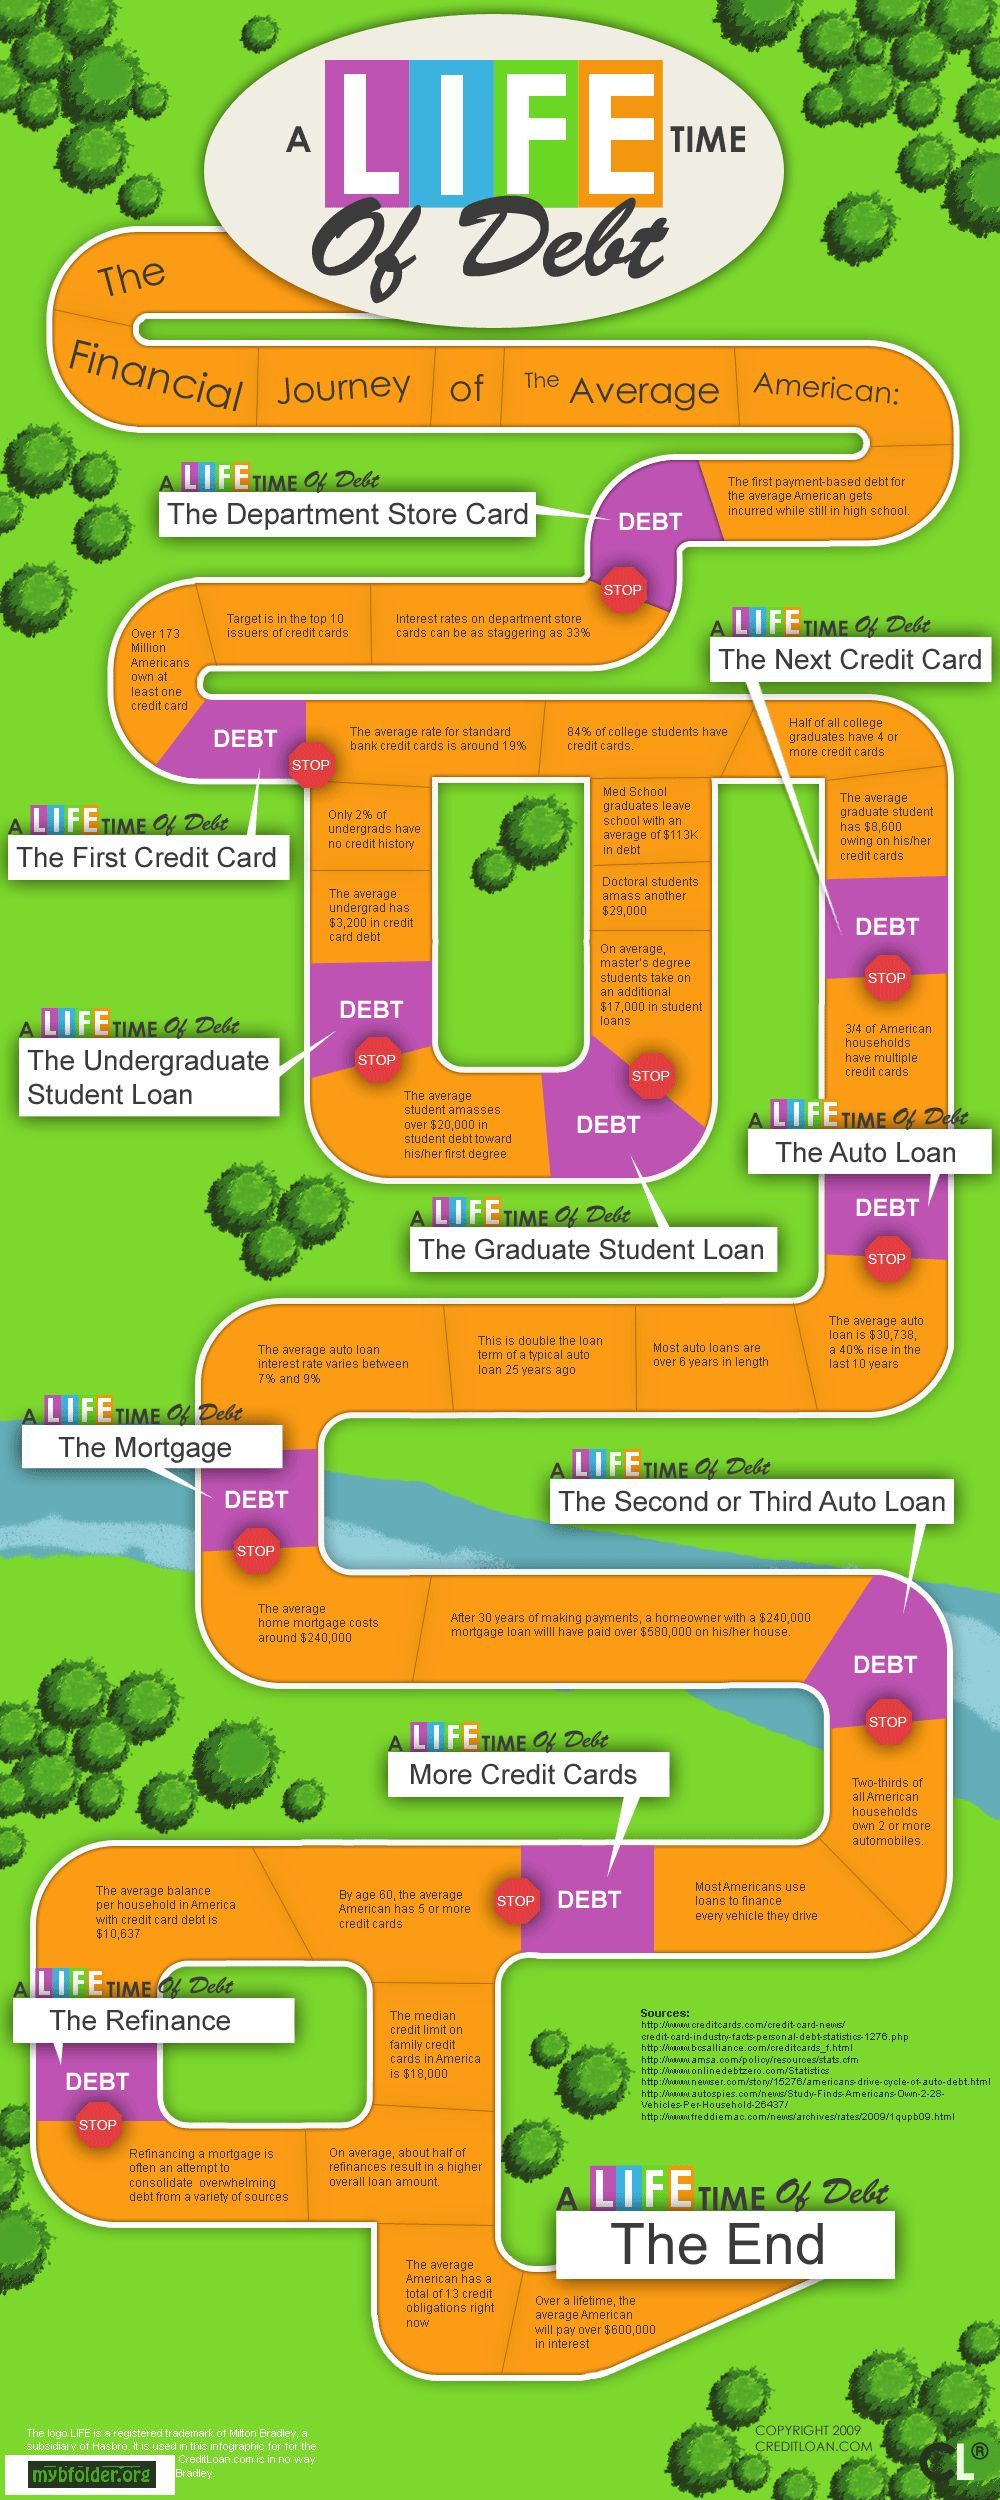 A LIFE TIME
Of Debt
The
Financial Journey of The Average American:
The first payment-based debt for
the average American gets
incurred while still in high school.
A LIFE TIME Of Debt
The Department Store Card
DEBT
STOP
Interest rates on department store
cards can be as staggering as 33%
Target is in the top 10
issuers of credit cards
Over 173
Million
Americans
own at
least one
credit card
DEBT
STOP
A LIFE TIME Of Debt
The First Credit Card
The average rate for standard
bank credit cards is around 19%
84% of college students have
credit cards.
Half of all college
graduates have 4 or
more credit cards
Only 2% of
undergrads have
no credit history
The average
undergrad has
$3,200 in credit
card debt
DEBT
STOP
A LIFE TIME Of Debt
The Undergraduate
Student Loan
The average
student amasses
over $20,000 in
student debt toward
his/her first degree
DEBT
STOP
A LIFE TIME Of Debt
The Graduate Student Loan
On average,
master's degree
students take on
an additional
$17,000 in student
loans
Doctoral students
amass another
$29,000
Med School
graduates leave
school with an
average of $113K
in debt
A LIFE TIME Of Debt
The Next Credit Card
The average
graduate student
has $8,600
owing on his/her
credit cards
DEBT
STOP
3/4 of American
households
have multiple
credit cards
A LIFE TIME Of Debt
The Auto Loan
DEBT
STOP
The average auto
loan is $30,738,
a 40% rise in the
last 10 years
Most auto loans are
over 6 years in length
This is double the loan
term of a typical auto
loan 25 years ago
The average auto loan
interest rate varies between
7% and 9%
A LIFE TIME Of Debt
The Mortgage
DEBT
STOP
The average
home mortgage costs
around $240,000
After 30 years of making payments, a homeowner with a $240,000
mortgage loan willl have paid over $580,000 on his/her house.
A LIFE TIME Of Debt
The Second or Third Auto Loan
DEBT
STOP
Two-thirds of
all American
households
own 2 or more
automobiles.
Most Americans use
loans to finance
every vehicle they drive
A LIFE TIME Of Debt
More Credit Cards
DEBT
STOP
By age 60, the average
American has 5 or more
credit cards
The average balance
per household in America
with credit card debt is
$10,637
The median
credit limit on
family credit
cards in America
is $18,000
A LIFE TIME Of Debt
The Refinance
DEBT
STOP
Refinancing a mortgage is
often an attempt to
consolidate overwhelming
debt from a variety of sources
On average, about half of
refinances result in a higher
overall loan amount.
The average
American has a
total of 13 credit
obligations right
now
Over a lifetime, the
average American
will pay over $600,000
in interest
A LIFE TIME Of Debt
The End
Sources:
http://www.creditcards.com/credit-card-news/
credit-card-industry-facts-personal-debt-statistics-1276.php
http://www.bcsalliance.com/creditcards_f.html
http://www.amsa.com/policy/resources/stats.cfm
http://www.onlinedebtzero.com/Statistics
http://www.newser.com/story/15276/americans-drive-cycle-of-auto-debt.html
http://www.autospies.com/news/Study-Finds-Americans-Own-2-28-
Vehicles-Per-Household-26437/
http://www.freddiemac.com/news/archives/rates/2009/1qupb09.html
The logo LIFE is a registered trademark of Milton Bradley, a
subsidiary of Hasbro. It is used in this infographic for for the
CreditLoan.com is in no way
Bradley.
mybfolder.org
COPYRIGHT 2009
CREDITLOAN.COM
CL®